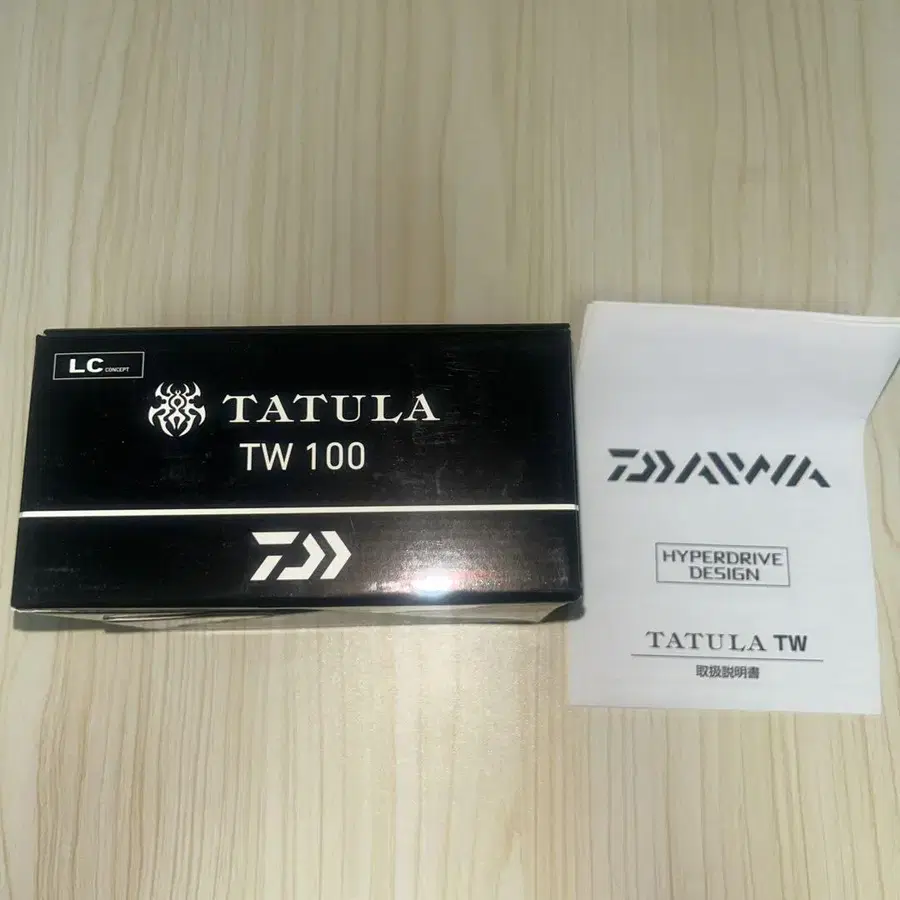 LC CONCEPT
TATULA
TW 100
DAIWA
HYPERDRIVE
DESIGN
TATULA TW
取扱説明書